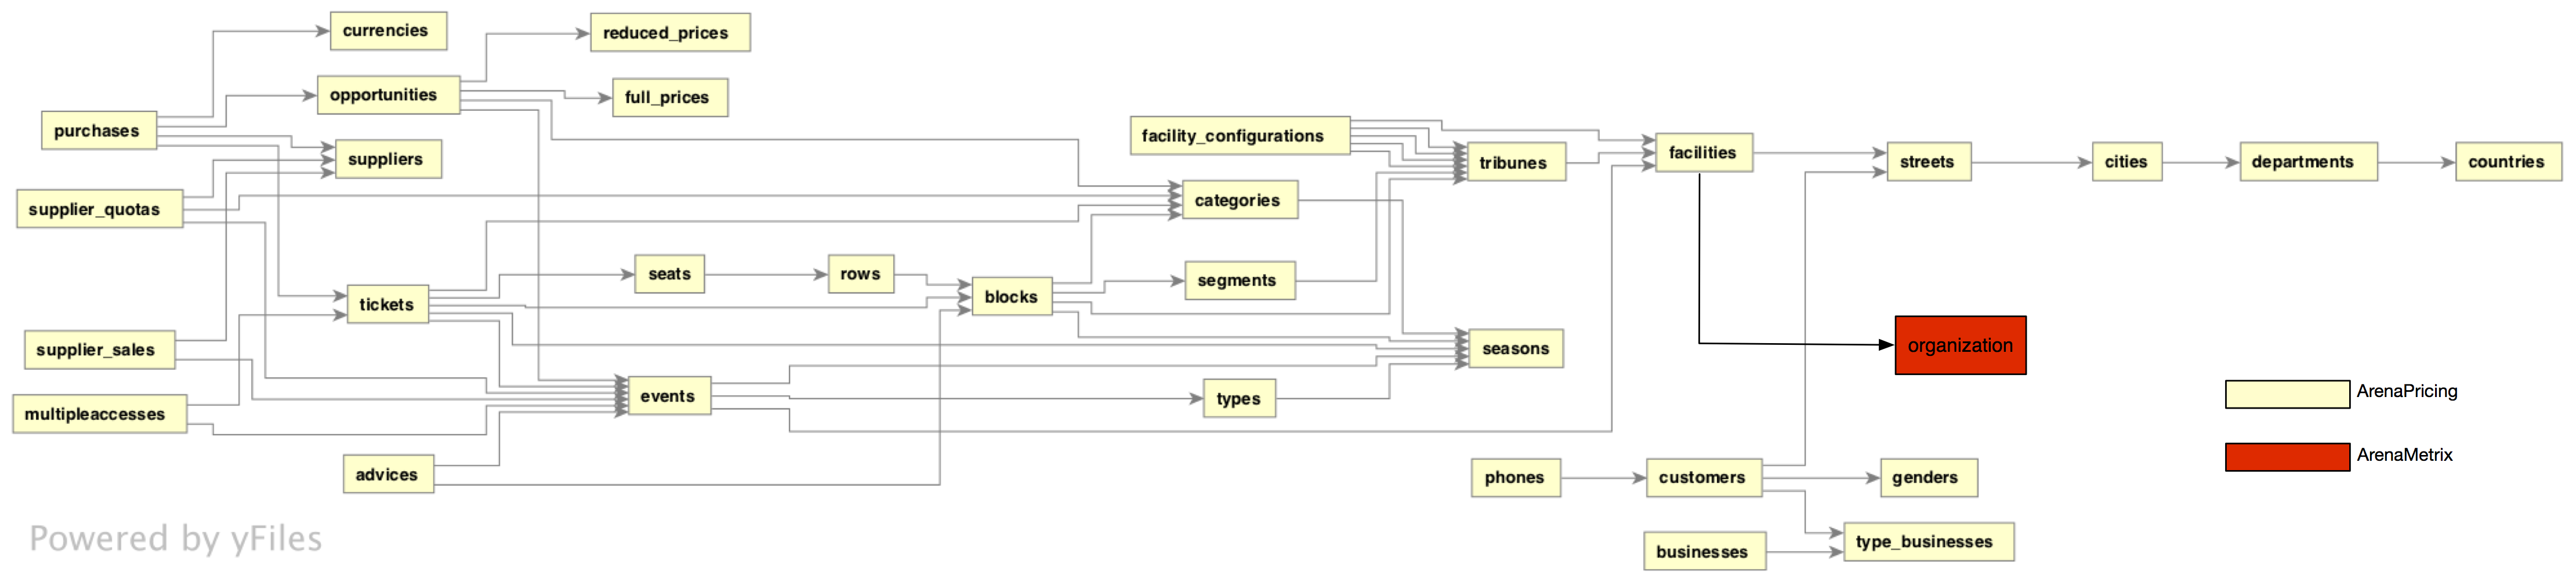 currencies
reduced_prices
opportunities
full_prices
purchases
suppliers
facility_configurations
tribunes
facilities
streets
cities
departments
countries
supplier_quotas
categories
seats
rows
blocks
segments
tickets
supplier_sales
seasons
organization
events
types
multipleaccesses
ArenaPricing
advices
phones
customers
genders
ArenaMetrix
businesses
type_businesses
Powered by yFiles